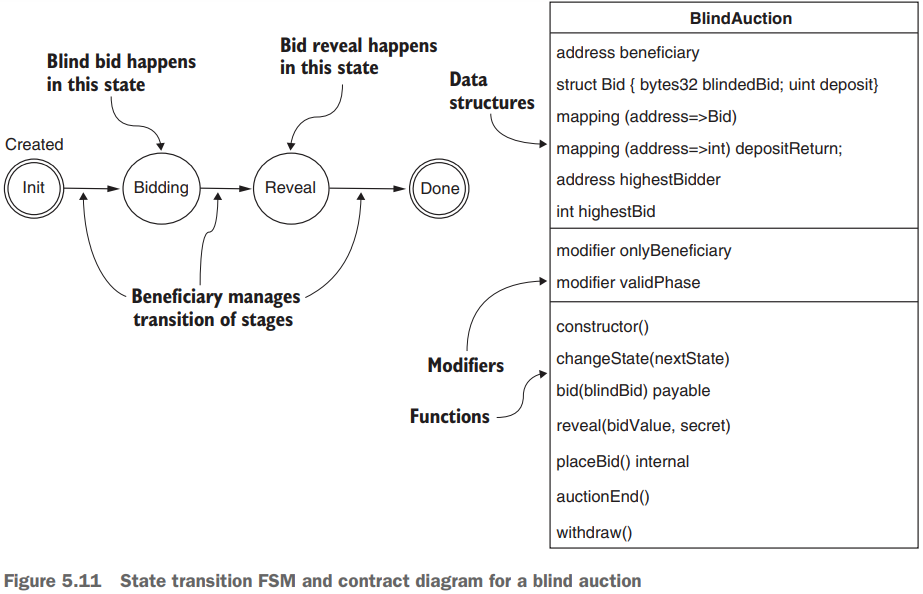 Blind bid happens
in this state
Bid reveal happens
in this state
Created
Init
Bidding
Reveal
Done
Beneficiary manages
transition of stages
Data
structures
Modifiers
Functions
BlindAuction
address beneficiary
struct Bid { bytes32 blindedBid; uint deposit}
mapping (address=>Bid)
mapping (address=>int) depositReturn;
address highestBidder
int highestBid
modifier onlyBeneficiary
modifier validPhase
constructor()
changeState(nextState)
bid(blindBid) payable
reveal(bidValue, secret)
placeBid() internal
auctionEnd()
withdraw()
Figure 5.11 State transition FSM and contract diagram for a blind auction